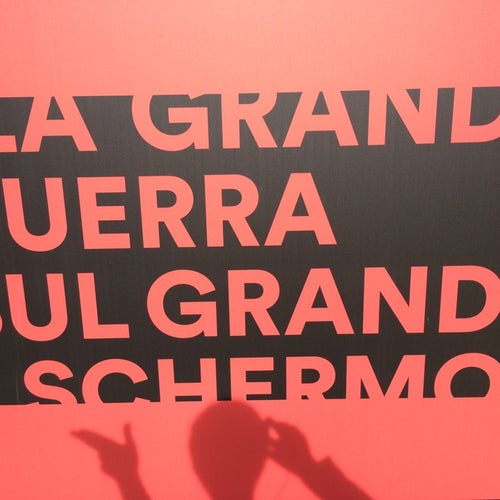 LA GRAND
UERRA
SUL GRAND
SCHERMO